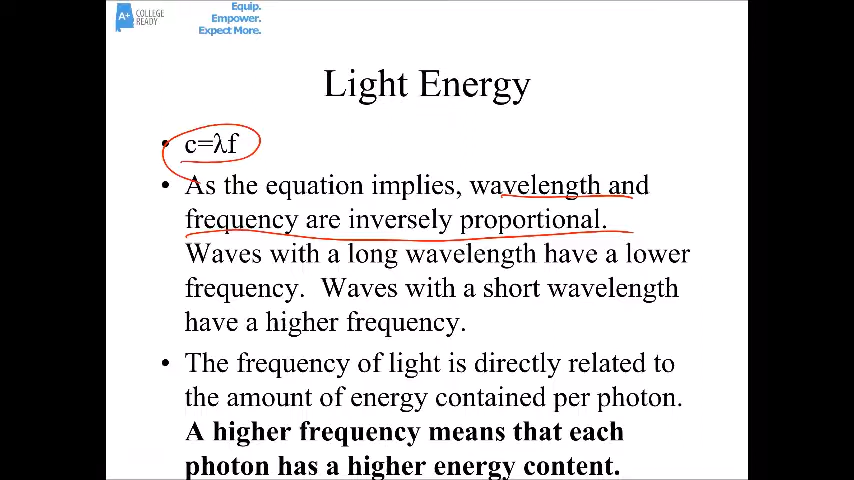 A+ COLLEGE
READY
Equip.
Empower.
Expect More.
Light Energy
• c=λf
• As the equation implies, wavelength and
frequency are inversely proportional.
Waves with a long wavelength have a lower
frequency. Waves with a short wavelength
have a higher frequency.
• The frequency of light is directly related to
the amount of energy contained per photon.
A higher frequency means that each
photon has a higher energy content.